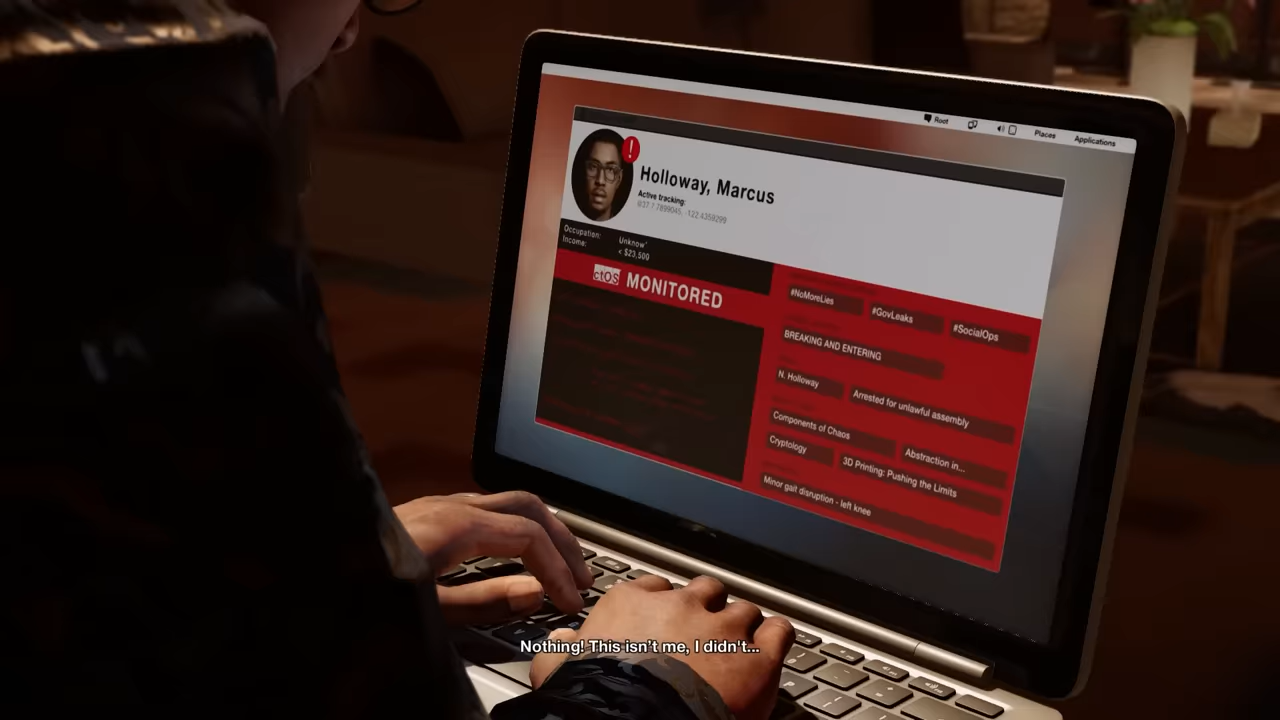 Root
Places
Applications
Holloway, Marcus
Active tracking:
Occupation: Unknow"
Income: < $23,500
ctOS MONITORED
#NoMoreLies
#GovLeaks
#SocialOps
BREAKING AND ENTERING
N. Holloway
Arrested for unlawful assembly
Components of Chaos
Abstraction in...
Cryptology
3D Printing: Pushing the Limits
Minor gait disruption - left knee
Nothing! This isn't me, I didn't...